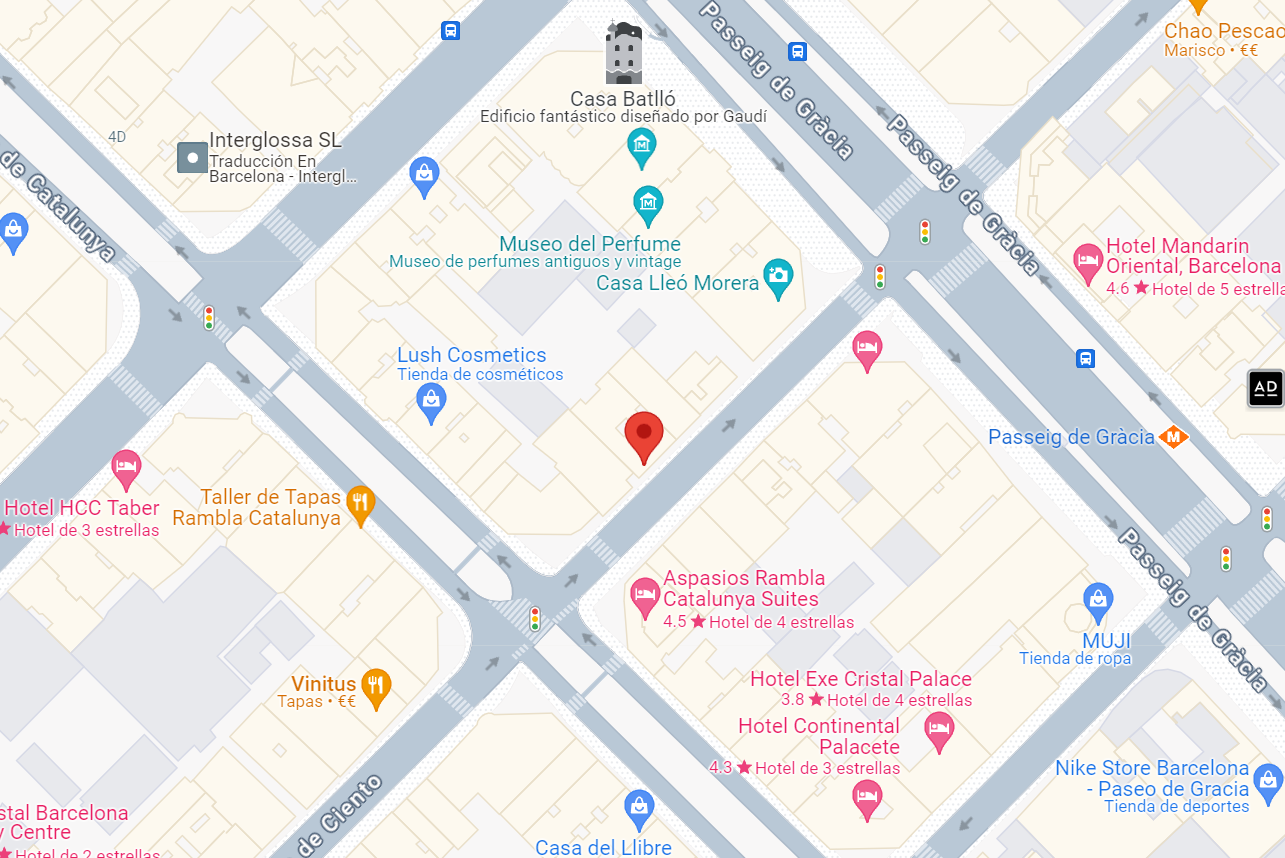 Passeig de Gràcia
Chao Pescao
Marisco • €€
Casa Batlló
Edificio fantástico diseñado por Gaudí
4D
Interglossa SL
Traducción En
Barcelona - Intergl...
de Catalunya
Passeig de Gràcia
Museo del Perfume
Museo de perfumes antiguos y vintage
Casa Lleó Morera
Hotel Mandarin
Oriental, Barcelona
4.6 ★ Hotel de 5 estrella
Lush Cosmetics
Tienda de cosméticos
AD
Passeig de Gràcia
M
Hotel HCC Taber
★ Hotel de 3 estrellas
Taller de Tapas
Rambla Catalunya
Passeig de Gràcia
Aspasios Rambla
Catalunya Suites
4.5 ★ Hotel de 4 estrellas
MUJI
Tienda de ropa
Vinitus
Tapas • €€
Hotel Exe Cristal Palace
3.8 ★ Hotel de 4 estrellas
Hotel Continental
Palacete
4.3 ★ Hotel de 3 estrellas
Nike Store Barcelona
- Paseo de Gracia
Tienda de deportes
de Ciento
stal Barcelona
y Centre
★ Hotel de 2 estrellas
Casa del Llibre